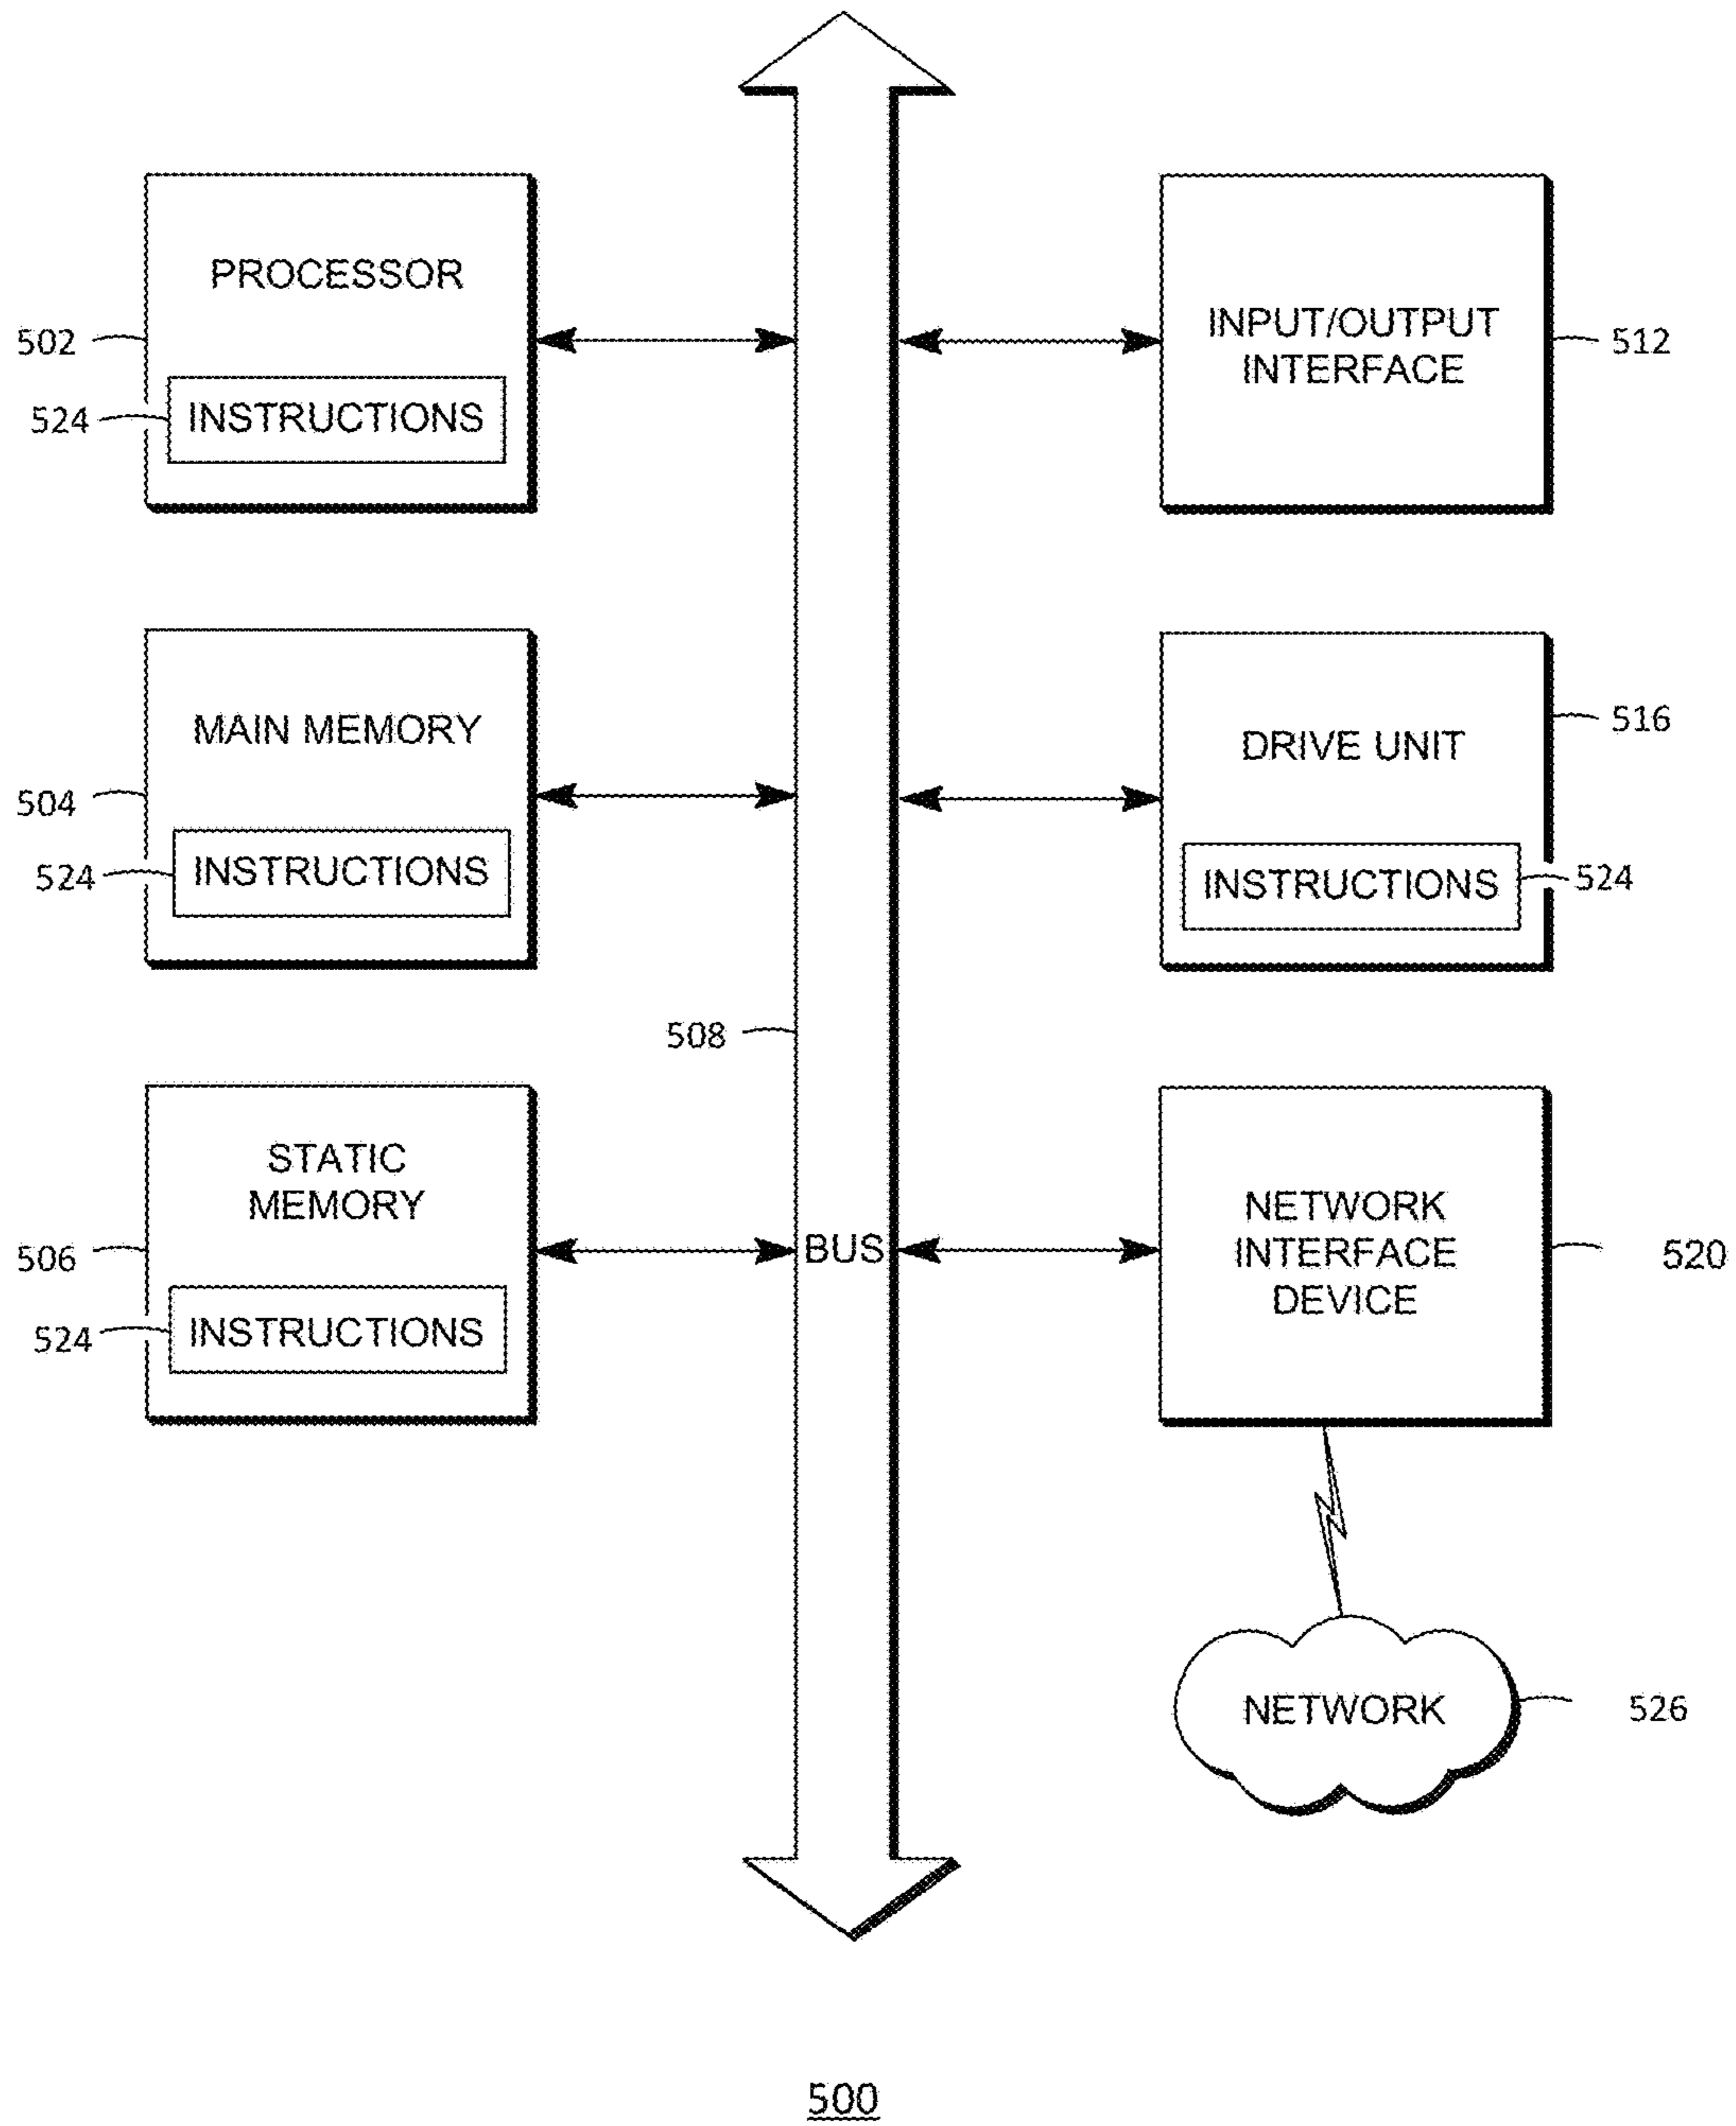 PROCESSOR
502
524
INSTRUCTIONS
INPUT/OUTPUT
INTERFACE
512
MAIN MEMORY
504
524
INSTRUCTIONS
DRIVE UNIT
516
INSTRUCTIONS
524
508
BUS
STATIC
MEMORY
506
524
INSTRUCTIONS
NETWORK
INTERFACE
DEVICE
520
NETWORK
526
500